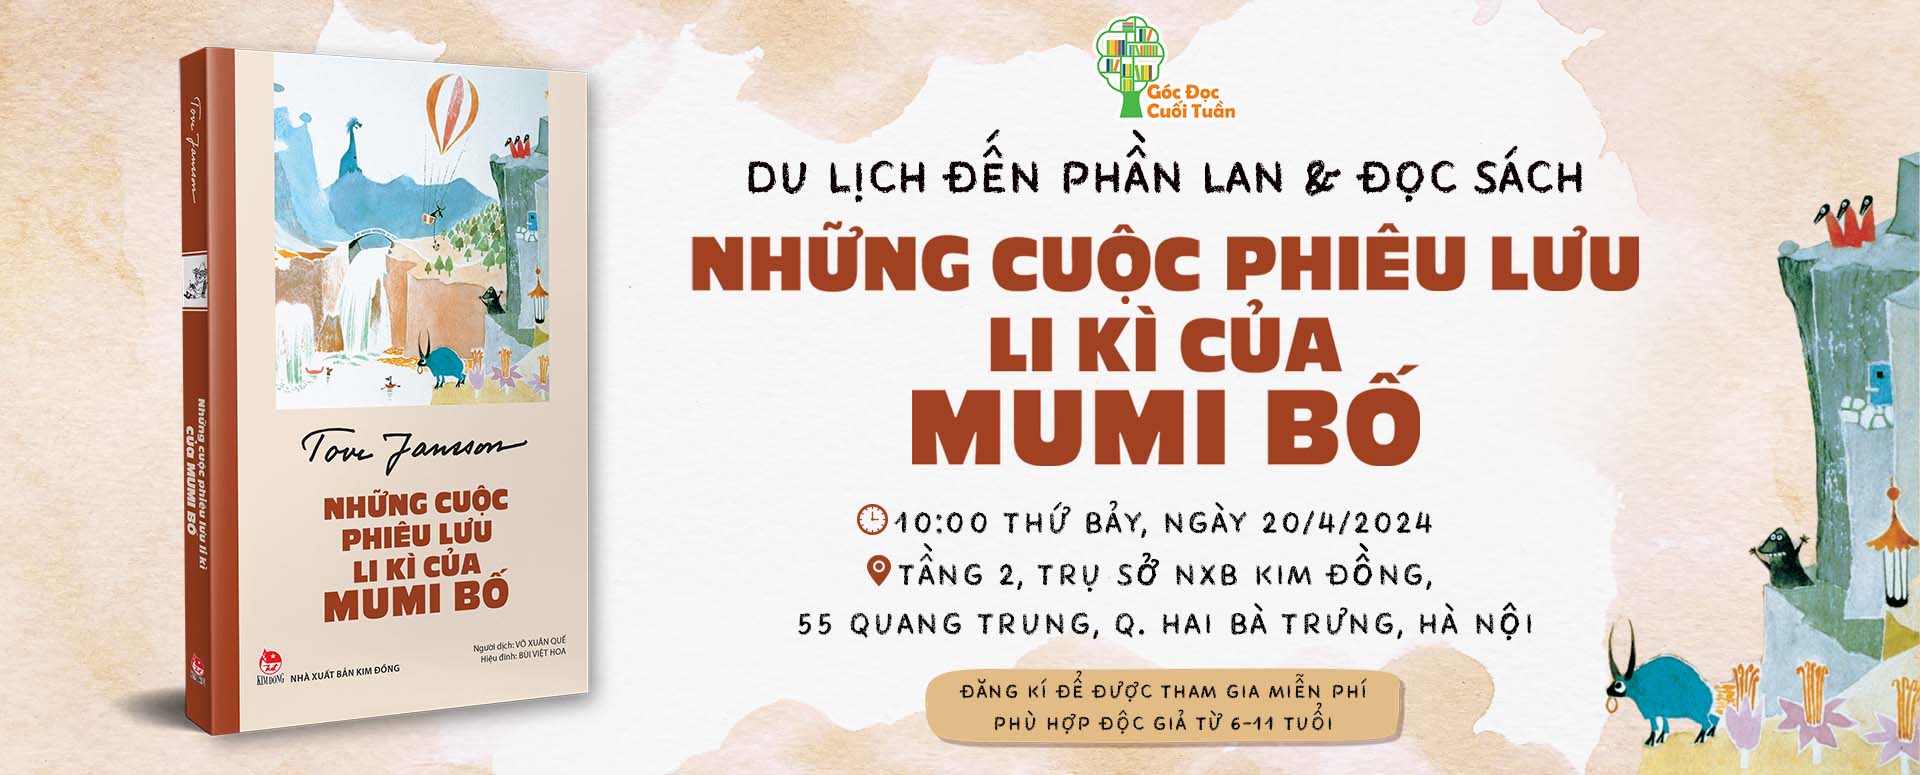 Tove Jansson
Những cuộc phiêu lưu li kì
CỦA MUMI BỐ
Tove Jansson
NHỮNG CUỘC
PHIÊU LƯU
LI KÌ CỦA
MUMI BỐ
Người dịch: VÕ XUÂN QUẾ
Hiệu đính: BÙI VIỆT HOA
KIM ĐỒNG
NHÀ XUẤT BẢN KIM ĐỒNG
Góc Đọc
Cuối Tuần
DU LỊCH ĐẾN PHẦN LAN & ĐỌC SÁCH
NHỮNG CUỘC PHIÊU LƯU
LI KÌ CỦA
MUMI BỐ
10:00 THỨ BẢY, NGÀY 20/4/2024
TẦNG 2, TRỤ SỞ NXB KIM ĐỒNG,
55 QUANG TRUNG, Q. HAI BÀ TRƯNG, HÀ NỘI
ĐĂNG KÍ ĐỂ ĐƯỢC THAM GIA MIỄN PHÍ
PHÙ HỢP ĐỘC GIẢ TỪ 6-11 TUỔI